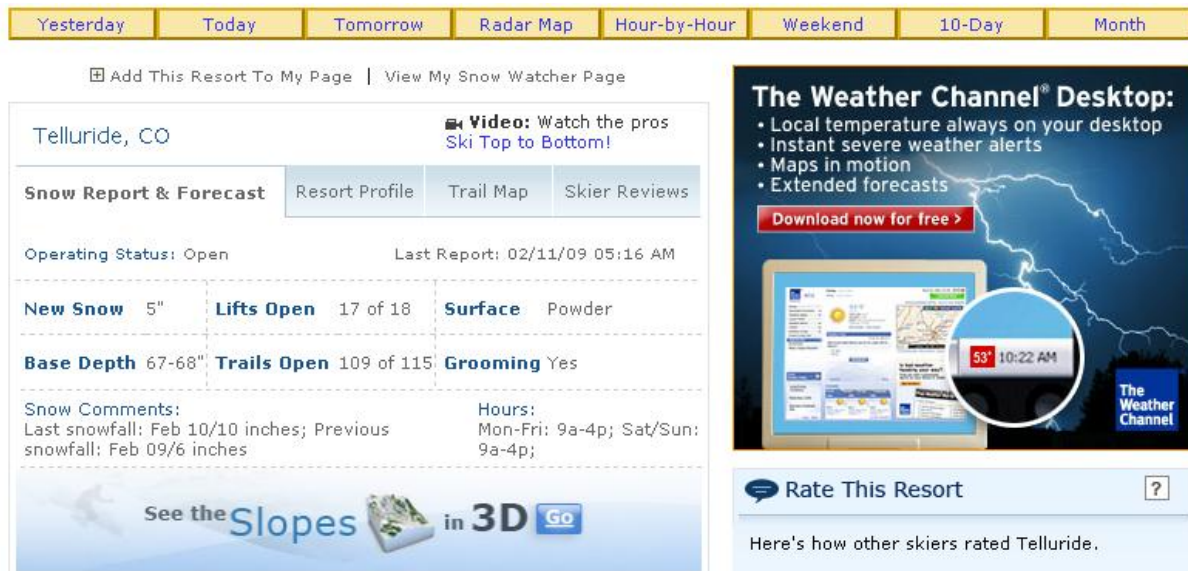 Yesterday
Today
Tomorrow
Radar Map
Hour-by-Hour
Weekend
10-Day
Month
Add This Resort To My Page | View My Snow Watcher Page
Telluride, CO
Video: Watch the pros
Ski Top to Bottom!
Snow Report & Forecast
Resort Profile
Trail Map
Skier Reviews
Operating Status: Open
Last Report: 02/11/09 05:16 AM
New Snow 5"
Lifts Open 17 of 18
Surface Powder
Base Depth 67-68"
Trails Open 109 of 115
Grooming Yes
Snow Comments:
Last snowfall: Feb 10/10 inches; Previous
snowfall: Feb 09/6 inches
Hours:
Mon-Fri: 9a-4p; Sat/Sun:
9a-4p;
See the Slopes in 3D Go
The Weather Channel® Desktop:
• Local temperature always on your desktop
• Instant severe weather alerts
• Maps in motion
• Extended forecasts
Download now for free >
53° 10:22 AM
The
Weather
Channel
Rate This Resort
?
Here's how other skiers rated Telluride.